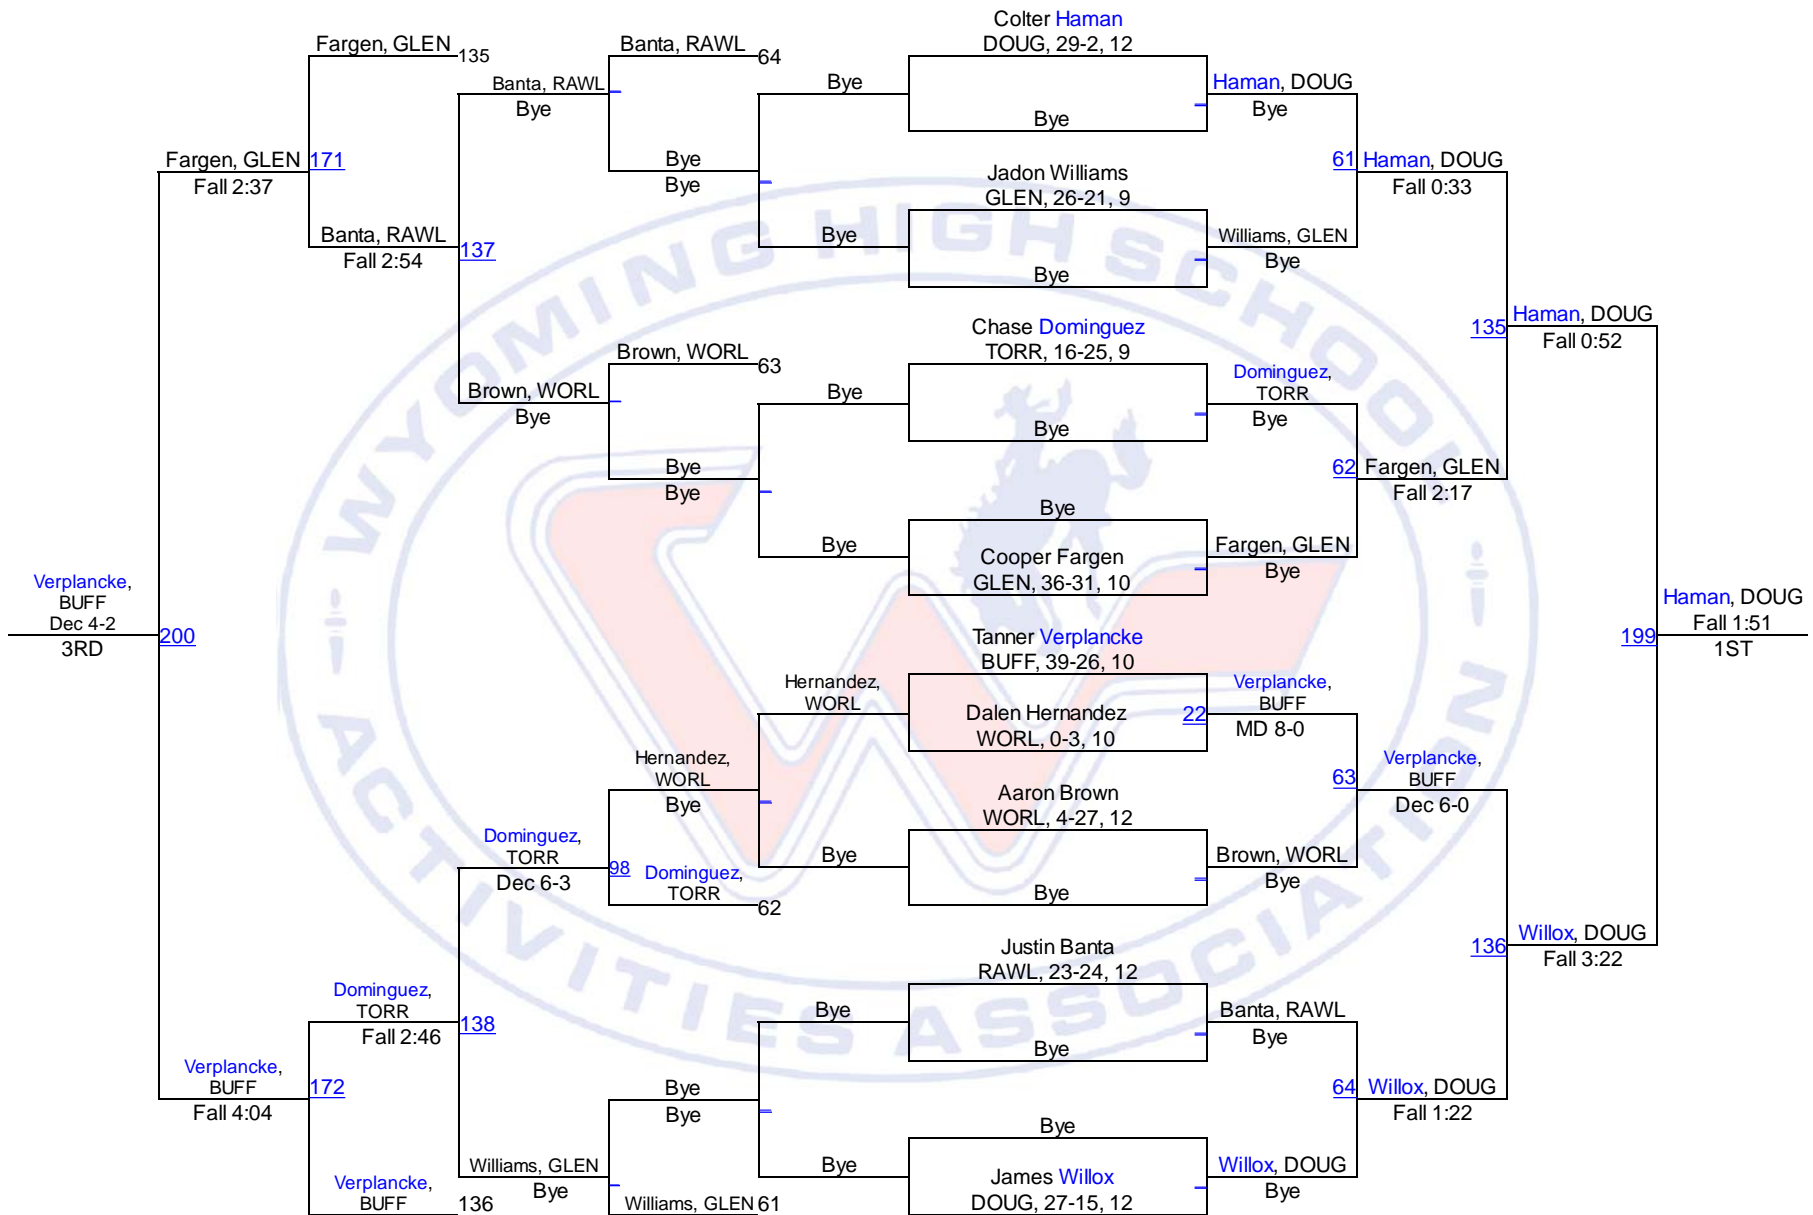 Colter Haman
DOUG, 29-2, 12
Fargen, GLEN
135
Banta, RAWL
64
Banta, RAWL
Bye
Bye
Haman, DOUG
Bye
Bye
Fargen, GLEN
171
Fall 2:37
Bye
Bye
Jadon Williams
GLEN, 26-21, 9
61
Haman, DOUG
Fall 0:33
Banta, RAWL
137
Fall 2:54
Bye
Williams, GLEN
Bye
Bye
Chase Dominguez
TORR, 16-25, 9
135
Haman, DOUG
Fall 0:52
Brown, WORL
63
Brown, WORL
Bye
Bye
Dominguez,
TORR
Bye
Bye
Bye
Bye
62
Fargen, GLEN
Fall 2:17
Bye
Bye
Cooper Fargen
GLEN, 36-31, 10
Fargen, GLEN
Bye
Verplancke,
BUFF
Dec 4-2
3RD
200
Tanner Verplancke
BUFF, 39-26, 10
199
Haman, DOUG
Fall 1:51
1ST
Hernandez,
WORL
Dalen Hernandez
WORL, 0-3, 10
22
Verplancke,
BUFF
MD 8-0
Hernandez,
WORL
Bye
Aaron Brown
WORL, 4-27, 12
63
Verplancke,
BUFF
Dec 6-0
Dominguez,
TORR
Dec 6-3
98
Dominguez,
TORR
62
Bye
Bye
Brown, WORL
Bye
Justin Banta
RAWL, 23-24, 12
136
Willox, DOUG
Fall 3:22
Dominguez,
TORR
Fall 2:46
138
Bye
Bye
Banta, RAWL
Bye
Verplancke,
BUFF
Fall 4:04
172
Bye
Bye
64
Willox, DOUG
Fall 1:22
Bye
Verplancke,
BUFF
136
Williams, GLEN
Bye
Williams, GLEN
61
Bye
James Willox
DOUG, 27-15, 12
Willox, DOUG
Bye
WYOMING HIGH SCHOOL
ACTIVITIES ASSOCIATION